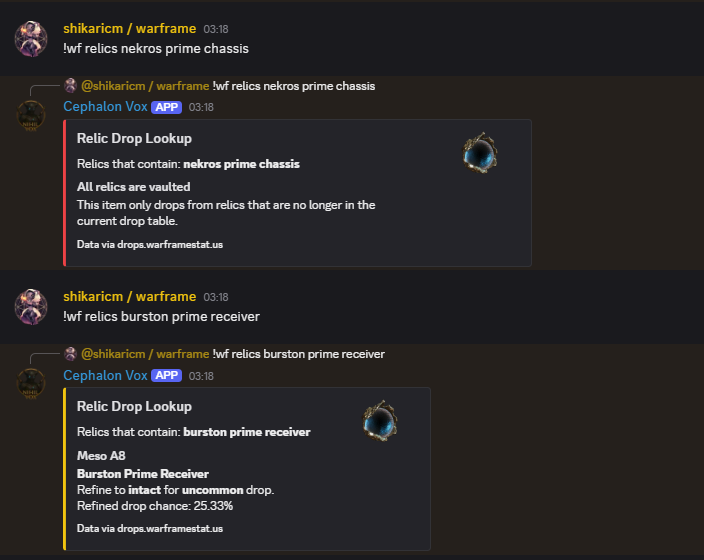 shikaricm / warframe 03:18
!wf relics nekros prime chassis
@shikaricm / warframe !wf relics nekros prime chassis
Cephalon Vox APP 03:18
Relic Drop Lookup
Relics that contain: nekros prime chassis
All relics are vaulted
This item only drops from relics that are no longer in the
current drop table.
Data via drops.warframestat.us
shikaricm / warframe 03:18
!wf relics burston prime receiver
@shikaricm / warframe !wf relics burston prime receiver
Cephalon Vox APP 03:18
Relic Drop Lookup
Relics that contain: burston prime receiver
Meso A8
Burston Prime Receiver
Refine to intact for uncommon drop.
Refined drop chance: 25.33%
Data via drops.warframestat.us